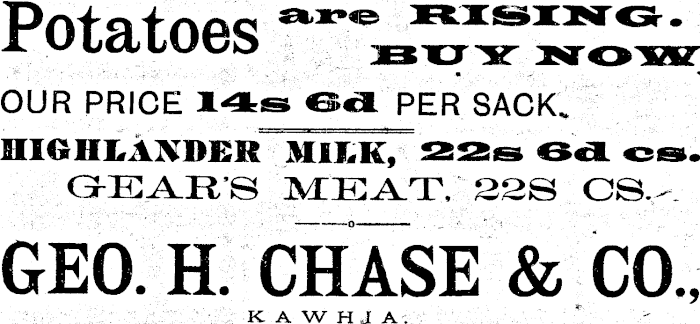 Potatoes are RISING.
BUY NOW
OUR PRICE 14s 6d PER SACK.
HIGHLANDER MILK, 22s 6d cs.
GEAR'S MEAT, 22S CS.
GEO. H. CHASE & CO.,
KAWHIA.